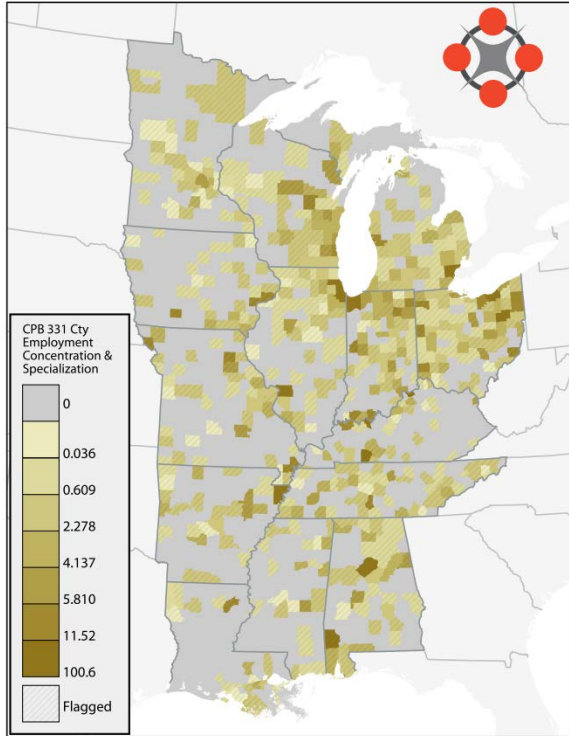 CPB 331 Cty
Employment
Concentration &
Specialization
0
0.036
0.609
2.278
4.137
5.810
11.52
100.6
Flagged